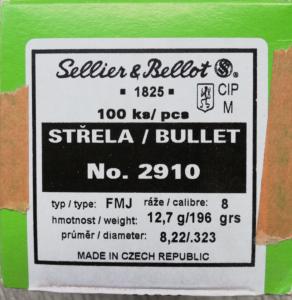 Sellier & Bellot S&B®.
▪ 1825 ▪
CIP
M
100 ks/ pcs
STŘELA / BULLET
No. 2910
typ / type: FMJ ráže / calibre: 8
hmotnost / weight: 12,7 g/196 grs
průměr / diameter: 8,22/.323
MADE IN CZECH REPUBLIC